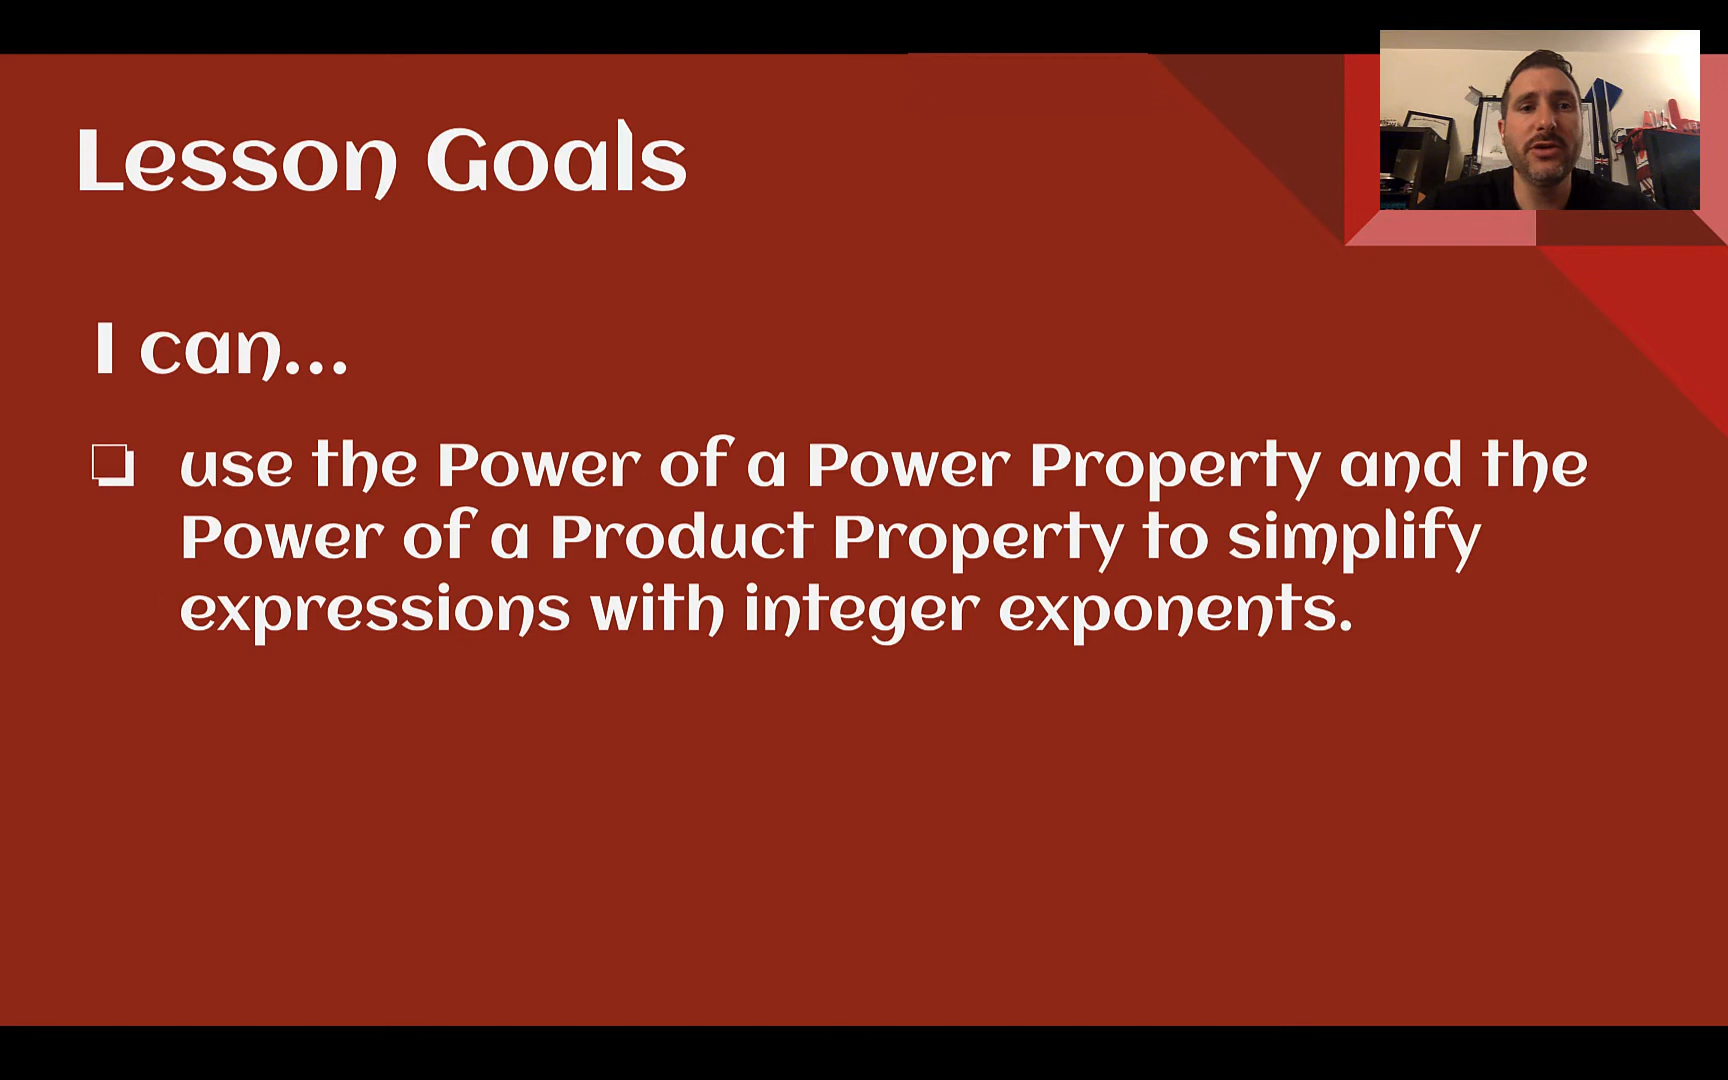 Lesson Goals
I can...
❏ use the Power of a Power Property and the
Power of a Product Property to simplify
expressions with integer exponents.